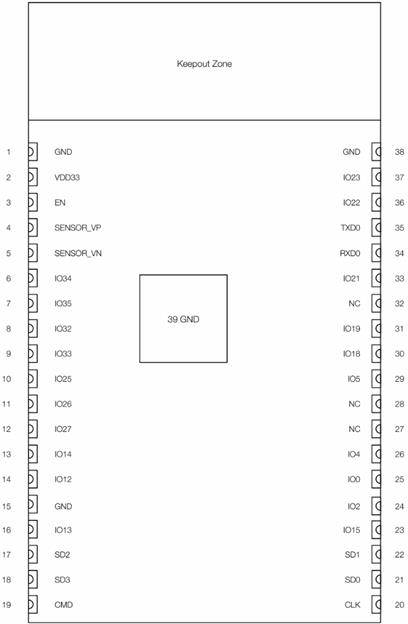 Keepout Zone
1 GND GND 38
2 VDD33 IO23 37
3 EN IO22 36
4 SENSOR_VP TXD0 35
5 SENSOR_VN RXD0 34
6 IO34 IO21 33
7 IO35 NC 32
39 GND
8 IO32 IO19 31
9 IO33 IO18 30
10 IO25 IO5 29
11 IO26 NC 28
12 IO27 NC 27
13 IO14 IO4 26
14 IO12 IO0 25
15 GND IO2 24
16 IO13 IO15 23
17 SD2 SD1 22
18 SD3 SD0 21
19 CMD CLK 20